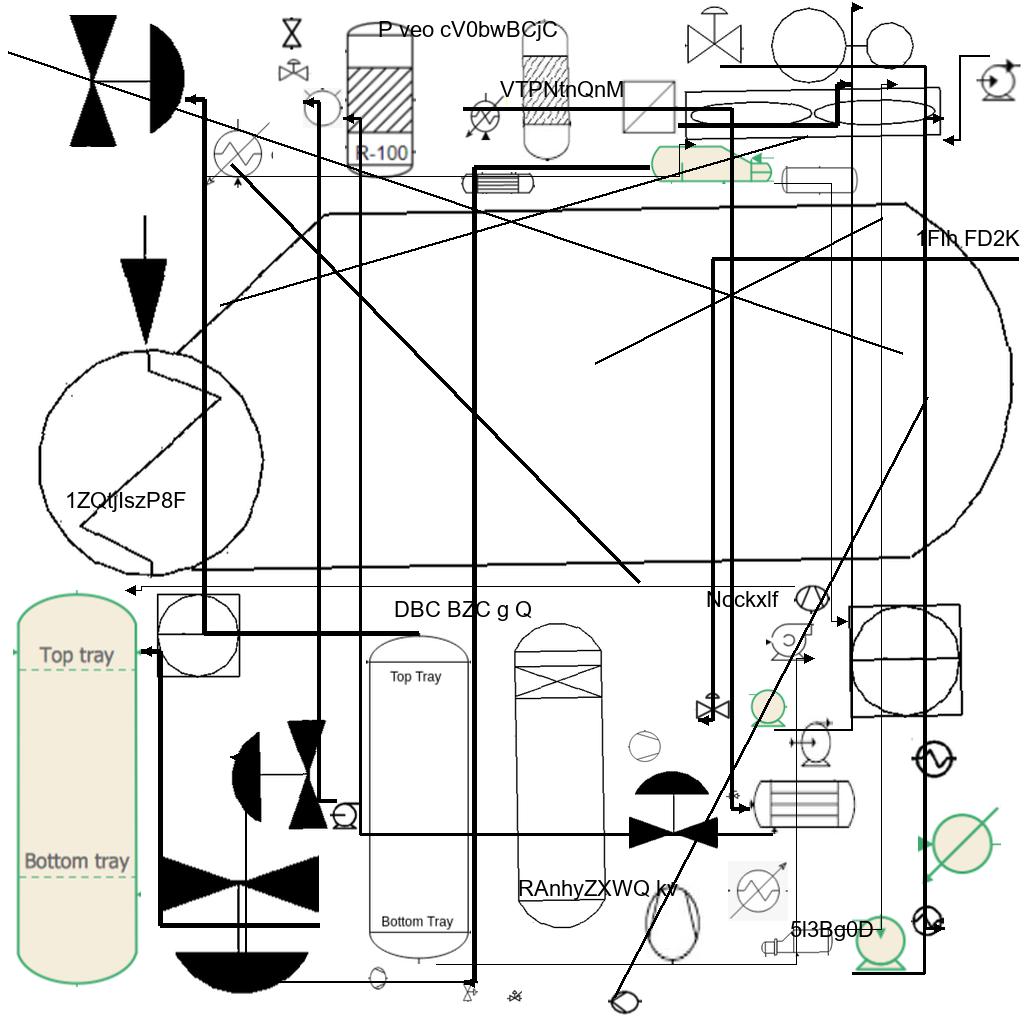 P veo cV0bwBCjC
VTPNtnQnM
R-100
1Flh FD2K
1ZQtjlszP8F
DBC BZC g Q
Nockxlf
Top tray
Top Tray
Bottom tray
RAnhyZXWQ kv
Bottom Tray
5l3Bg0D